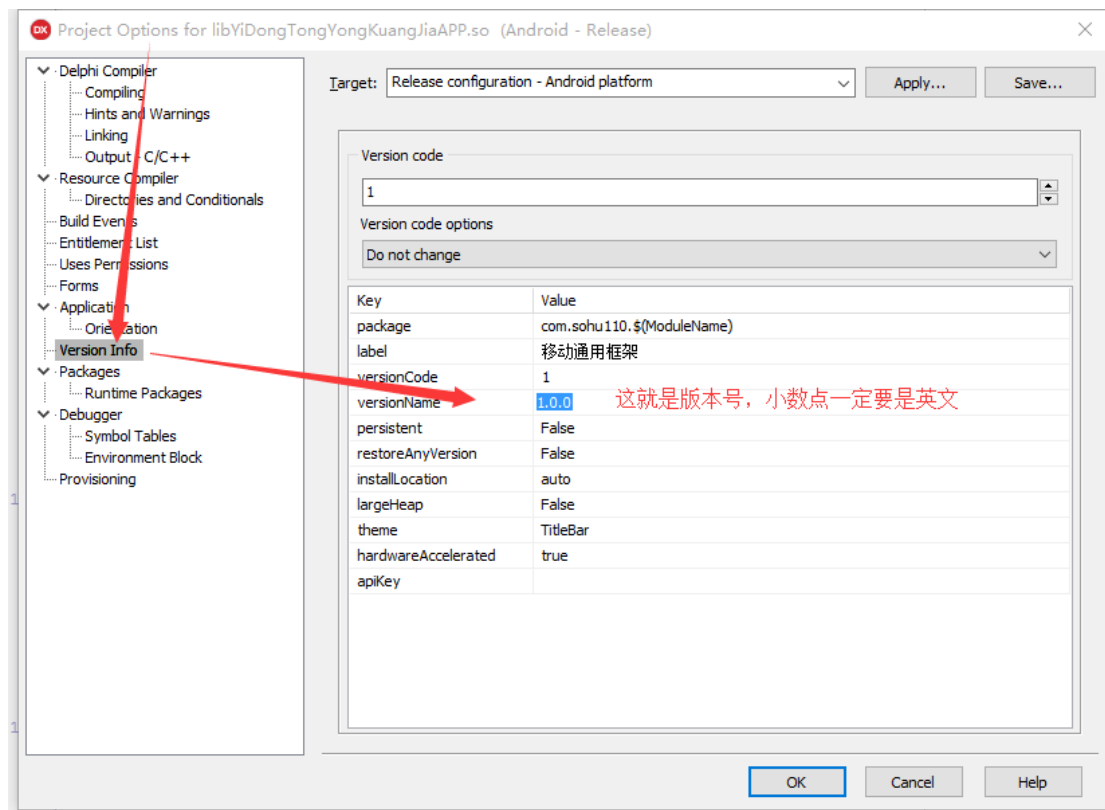 DX Project Options for libYiDongTongYongKuangJiaAPP.so (Android - Release)
Delphi Compiler
Compiling
Hints and Warnings
Linking
Output - C/C++
Resource Compiler
Directories and Conditionals
Build Events
Entitlement List
Uses Permissions
Forms
Application
Orientation
Version Info
Packages
Runtime Packages
Debugger
Symbol Tables
Environment Block
Provisioning
1
1
Target: Release configuration - Android platform Apply... Save...
Version code
1
Version code options
Do not change
Key Value
package com.sohu110.$(ModuleName)
label 移动通用框架
versionCode 1
versionName 1.0.0 这就是版本号，小数点一定要是英文
persistent False
restoreAnyVersion False
installLocation auto
largeHeap False
theme TitleBar
hardwareAccelerated true
apiKey
OK Cancel Help